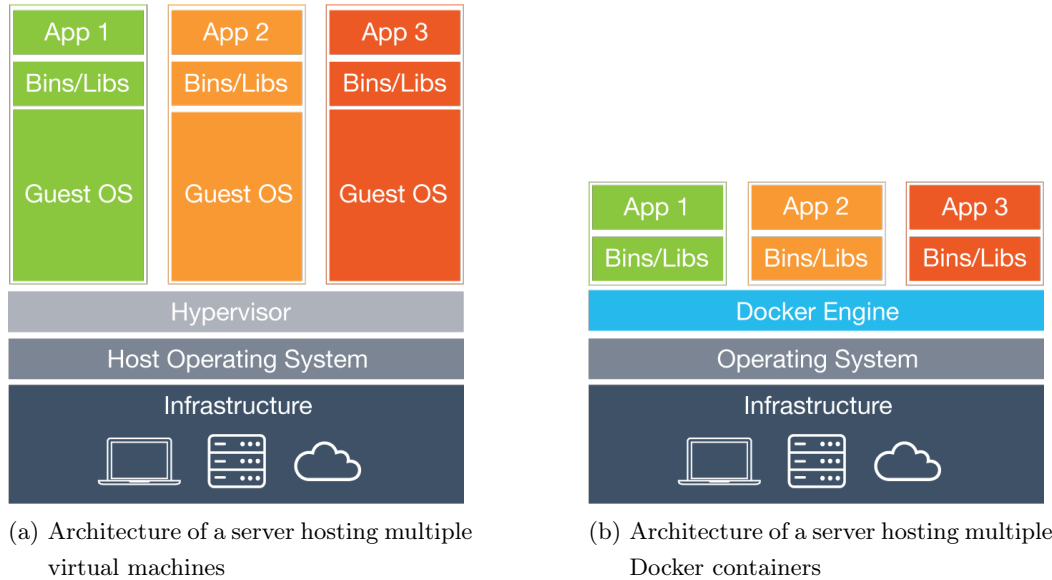 App 1
App 2
App 3
Bins/Libs
Bins/Libs
Bins/Libs
Guest OS
Guest OS
Guest OS
Hypervisor
Host Operating System
Infrastructure
(a) Architecture of a server hosting multiple
virtual machines
App 1
App 2
App 3
Bins/Libs
Bins/Libs
Bins/Libs
Docker Engine
Operating System
Infrastructure
(b) Architecture of a server hosting multiple
Docker containers